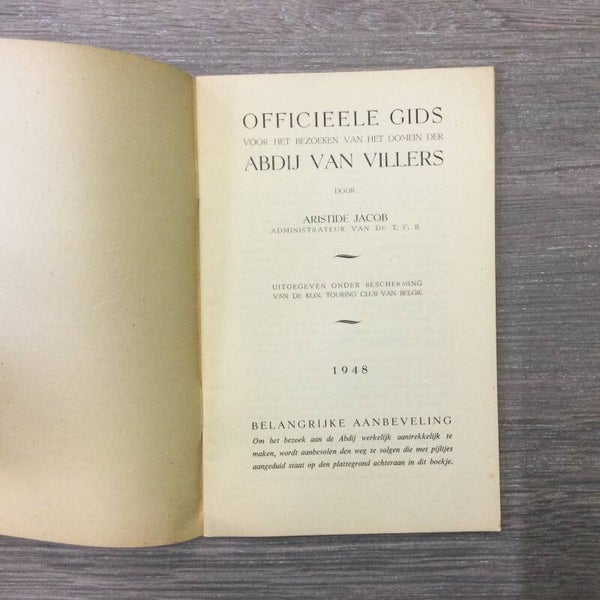 OFFICIEELE GIDS
VOOR HET BEZOEKEN VAN HET DOMEIN DER
ABDIJ VAN VILLERS
DOOR
ARISTIDE JACOB
ADMINISTRATEUR VAN DE T. C. B.
UITGEGEVEN ONDER BESCHERMING
VAN DE KON. TOURING CLUB VAN BELGIE
1948
BELANGRIJKE AANBEVELING
Om het bezoek aan de Abdij werkelijk aantrekkelijk te
maken, wordt aanbevolen den weg te volgen die met pijltjes
aangeduid staat op den plattegrond achteraan in dit boekje.